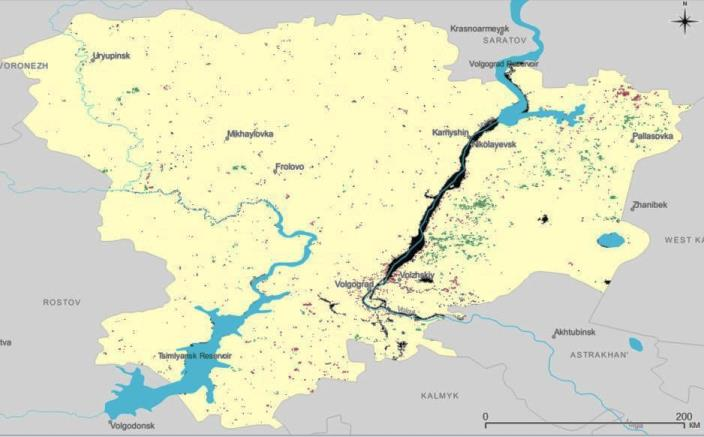 N
Krasnoarmeysk
SARATOV
Uryupinsk
VORONEZH
Volgograd Reservoir
Kamyshin
Nikolayevsk
Mikhaylovka
Pallasovka
Frolovo
Zhanibek
WEST KA
Volzhskiy
Volgograd
ROSTOV
Akhtubinsk
tva
Tsimlyansk Reservoir
ASTRAKHAN'
KALMYK
0
200
KM
Volgodonsk